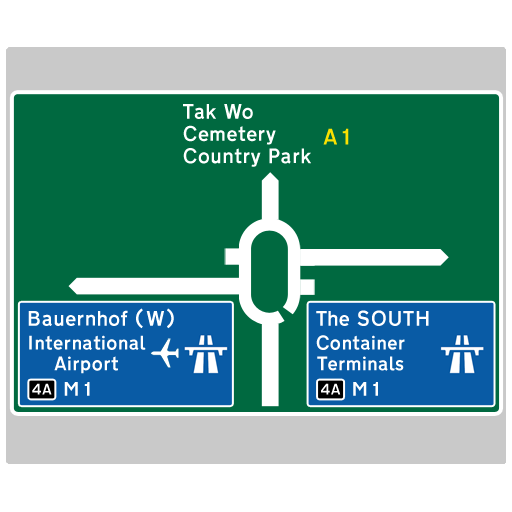 Tak Wo
Cemetery
Country Park
A1
Bauernhof (W)
International
Airport
4A M1
The SOUTH
Container
Terminals
4A M1